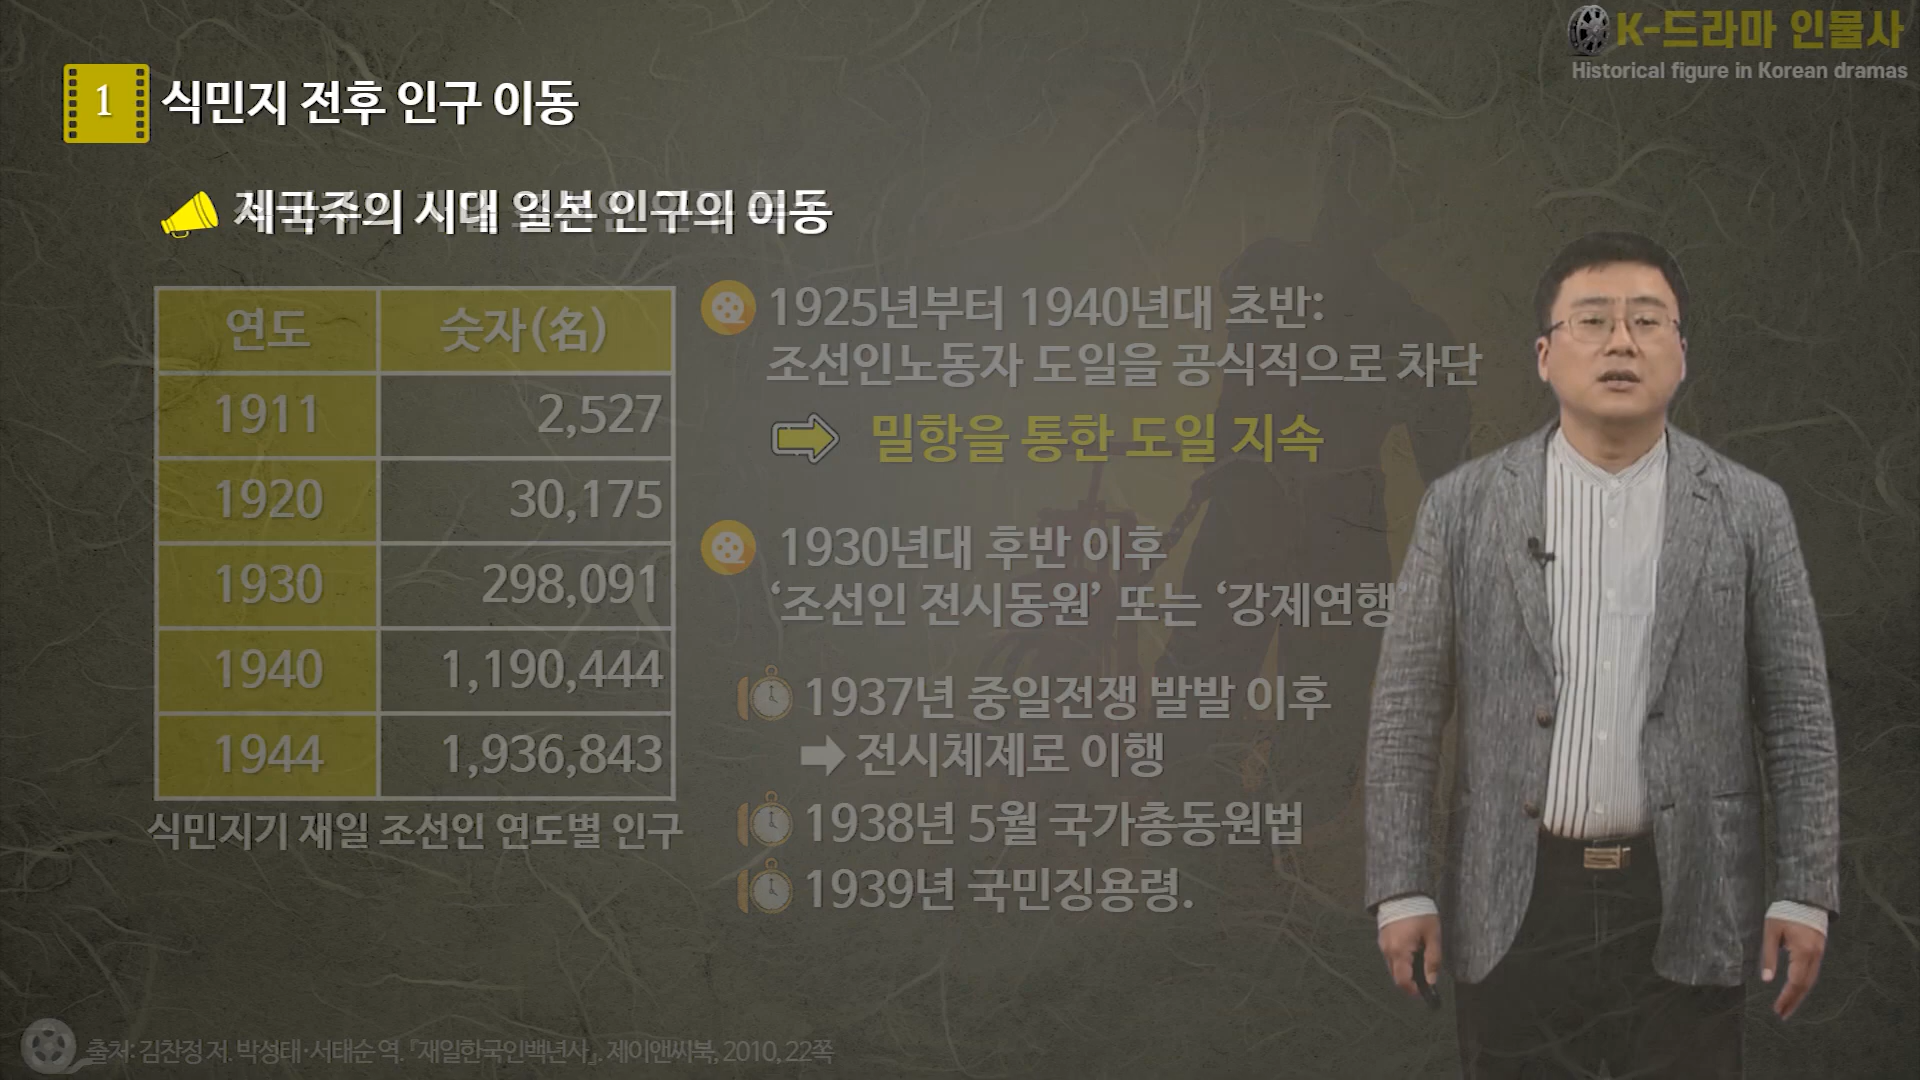 K-드라마 인물사
Historical figure in Korean dramas
1 식민지 전후 인구 이동
제국주의 시대 일본 인구의 이동
연도 숫자(名)
1911 2,527
1920 30,175
1930 298,091
1940 1,190,444
1944 1,936,843
식민지기 재일 조선인 연도별 인구
1925년부터 1940년대 초반:
조선인노동자 도일을 공식적으로 차단
밀항을 통한 도일 지속
1930년대 후반 이후
‘조선인 전시동원’ 또는 ‘강제연행’
1937년 중일전쟁 발발 이후
전시체제로 이행
1938년 5월 국가총동원법
1939년 국민징용령.
출처: 김찬정 저. 박성태·서태순 역. 『재일한국인백년사』. 제이앤씨북, 2010, 22쪽